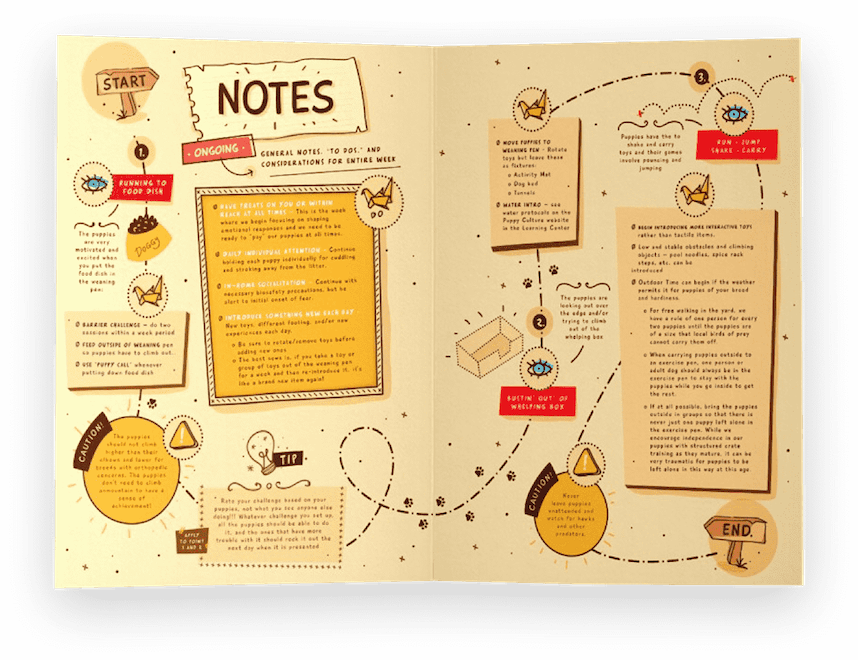 START
NOTES
• ONGOING •
GENERAL NOTES, "TO DOS," AND
CONSIDERATIONS FOR ENTIRE WEEK
1.
RUNNING TO
FOOD DISH
The puppies
are very
motivated and
excited when
you put the
food dish in
the weaning
pen
DOGGY
BARRIER CHALLENGE – do two
sessions within a week period
FEED OUTSIDE OF WEANING pen
so puppies have to climb out.
USE "PUPPY CALL" whenever
putting down food dish
CAUTION!
The puppies
should not climb
higher than their
elbows and lower for
breeds with orthopedic
concerns. The puppies
don't need to climb
a mountain to have a
sense of
achievement!
DO
HAVE TREATS ON YOU OR WITHIN
REACH AT ALL TIMES – This is the week
where we begin focusing on shaping
emotional responses and we need to be
ready to "pay" our puppies at all times.
DAILY INDIVIDUAL ATTENTION – Continue
holding each puppy individually for cuddling
and stroking away from the litter.
IN-HOME SOCIALIZATION – Continue with
necessary biosafety precautions, but be
alert to initial onset of fear.
INTRODUCE SOMETHING NEW EACH DAY –
New toys, different footing, and/or new
experiences each day.
Be sure to rotate/remove toys before
adding new ones
The best news is, if you take a toy or
group of toys out of the weaning pen
for a week and then re-introduce it, it's
like a brand new item again!
TIP
Rate your challenge based on your
puppies, not what you see anyone else
doing!!! Whatever challenge you set up,
all the puppies should be able to do
it, and the ones that have more
trouble with it should rock it out the
next day when it is presented
APPLY
TO POINT
1 AND 2
MOVE PUPPIES TO
WEANING PEN – Rotate
toys but leave these
as fixtures:
Activity Mat
Dog bed
Tunnels
WATER INTRO – see
water protocols on the
Puppy Culture website
in the Learning Center
2.
The puppies
are looking out
over the
edge and/or
trying to
climb out
of the
whelping box
BUSTIN' OUT OF
WHELPING BOX
CAUTION!
Never
leave puppies
unattended and
watch for hawks
and other
predators.
3.
RUN - JUMP
SHAKE - CARRY
Puppies have the to
shake and carry
toys and their games
involve pawning and
jumping
BEGIN INTRODUCING MORE INTERACTIVE TOYS
rather than tactile items.
Low and stable obstacles and climbing
objects – pool noodles, spice rack
steps, etc. can be
introduced
Outdoor Time can begin if the weather
permits it for puppies of your breed
and hardiness.
For free walking in the yard, we
have a rule of one person for every
two puppies until the puppies are
of a size that local birds of prey
cannot carry them off.
When carrying puppies outside to
an exercise pen, one person or
adult dog should always be in the
exercise pen to stay with the
puppies while you go inside to get
the rest.
If at all possible, bring the puppies
outside in groups so that there is
never just one puppy left alone in
the exercise pen. While we
encourage independence in our
puppies with structured crate
training as they mature, it can be
very traumatic for puppies to be
left alone in this way at this age.
END.